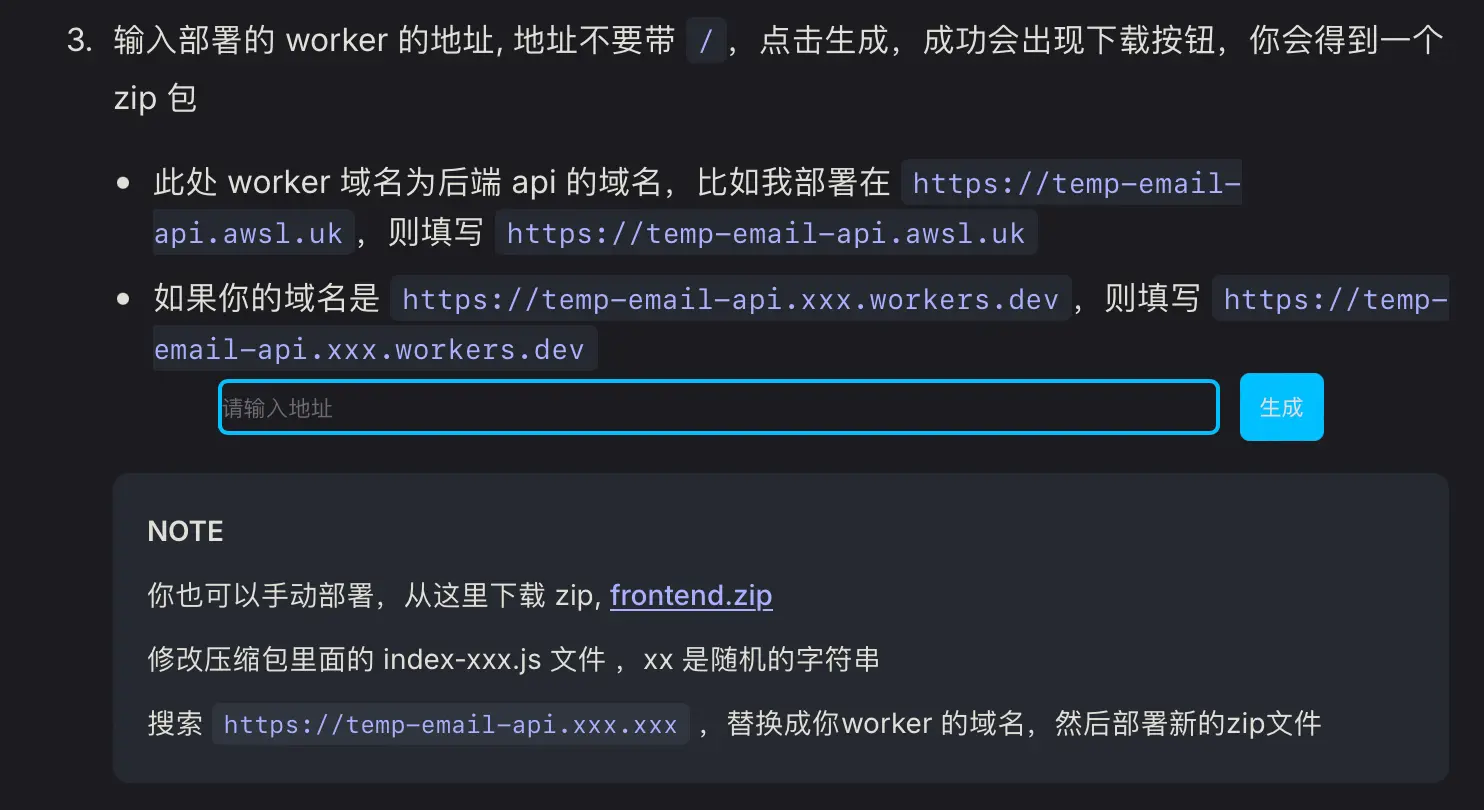 3. 输入部署的 worker 的地址, 地址不要带 /，点击生成，成功会出现下载按钮，你会得到一个
zip 包
• 此处 worker 域名为后端 api 的域名，比如我部署在 https://temp-email-
api.awsl.uk，则填写 https://temp-email-api.awsl.uk
• 如果你的域名是 https://temp-email-api.xxx.workers.dev，则填写 https://temp-
email-api.xxx.workers.dev
请输入地址 生成
NOTE
你也可以手动部署，从这里下载 zip, frontend.zip
修改压缩包里面的 index-xxx.js 文件 ，xx 是随机的字符串
搜索 https://temp-email-api.xxx.xxx ，替换成你worker 的域名，然后部署新的zip文件